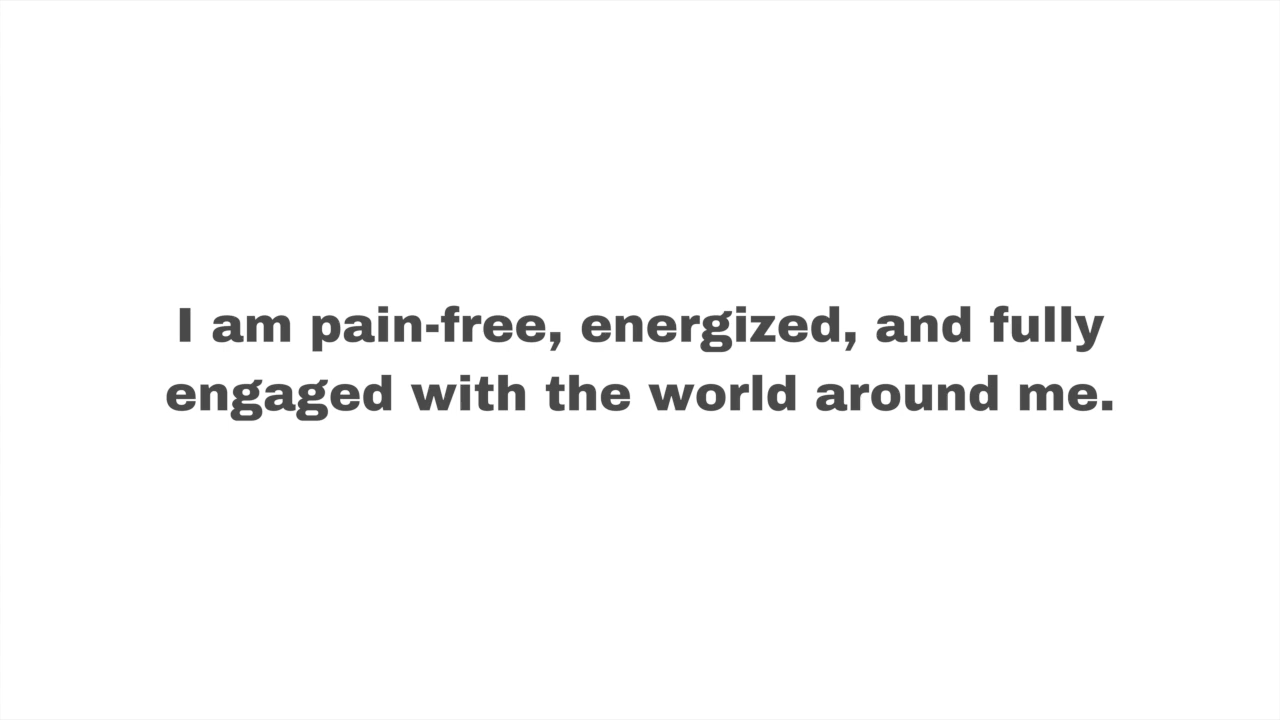 I am pain-free, energized, and fully
engaged with the world around me.